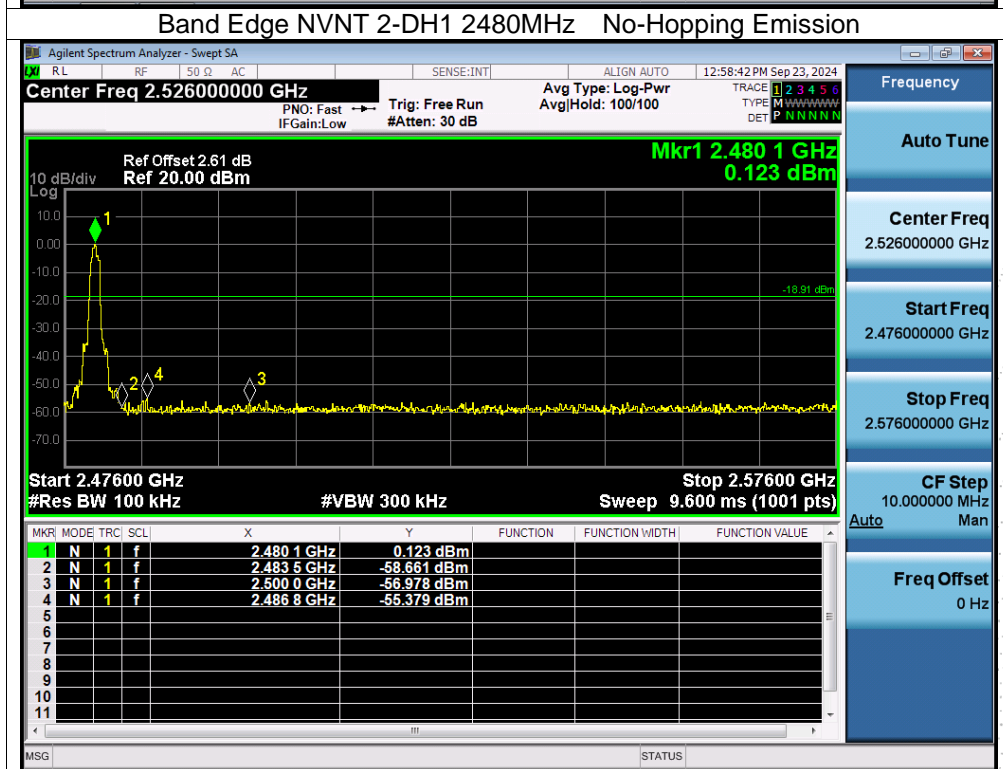 Band Edge NVNT 2-DH1 2480MHz No-Hopping Emission
Agilent Spectrum Analyzer - Swept SA
LXI RL RF 50 Ω AC SENSE:INT ALIGN AUTO 12:58:42 PM Sep 23, 2024
Center Freq 2.526000000 GHz
PNO: Fast
IFGain:Low
Trig: Free Run
#Atten: 30 dB
Avg Type: Log-Pwr
Avg|Hold: 100/100
TRACE 1 2 3 4 5 6
TYPE M WWWWW
DET P N N N N N
Mkr1 2.480 1 GHz
0.123 dBm
Ref Offset 2.61 dB
Ref 20.00 dBm
10 dB/div
Log
10.0
0.00
-10.0
-20.0
-30.0
-40.0
-50.0
-60.0
-70.0
1
2
4
3
-18.91 dBm
Start 2.47600 GHz
Stop 2.57600 GHz
#Res BW 100 kHz
#VBW 300 kHz
Sweep 9.600 ms (1001 pts)
MKR MODE TRC SCL X Y FUNCTION FUNCTION WIDTH FUNCTION VALUE
1 N 1 f 2.480 1 GHz 0.123 dBm
2 N 1 f 2.483 5 GHz -58.661 dBm
3 N 1 f 2.500 0 GHz -56.978 dBm
4 N 1 f 2.486 8 GHz -55.379 dBm
5
6
7
8
9
10
11
MSG
STATUS
Frequency
Auto Tune
Center Freq
2.526000000 GHz
Start Freq
2.476000000 GHz
Stop Freq
2.576000000 GHz
CF Step
10.000000 MHz
Auto Man
Freq Offset
0 Hz